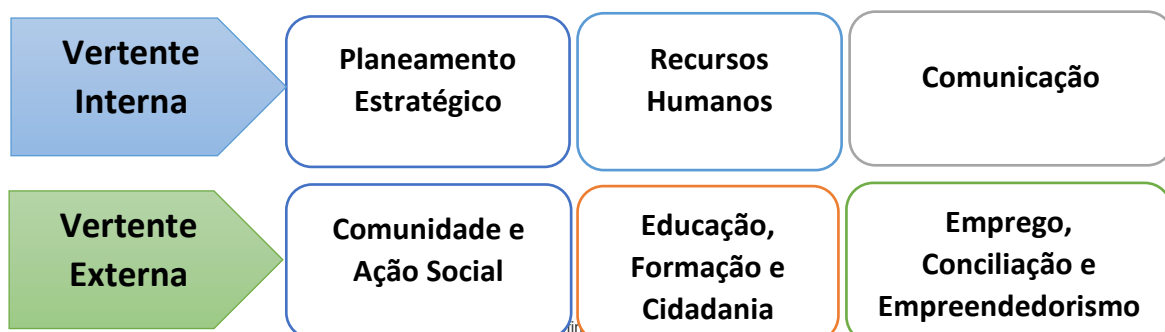 Vertente
Interna
Planeamento
Estratégico
Recursos
Humanos
Comunicação
Vertente
Externa
Comunidade e
Ação Social
Educação,
Formação e
Cidadania
Emprego,
Conciliação e
Empreendedorismo